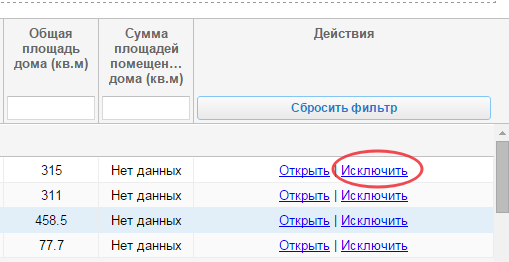 Общая площадь дома (кв.м)
Сумма площадей помещен... дома (кв.м)
Действия
Сбросить фильтр
315 Нет данных Открыть | Исключить
311 Нет данных Открыть | Исключить
458.5 Нет данных Открыть | Исключить
77.7 Нет данных Открыть | Исключить